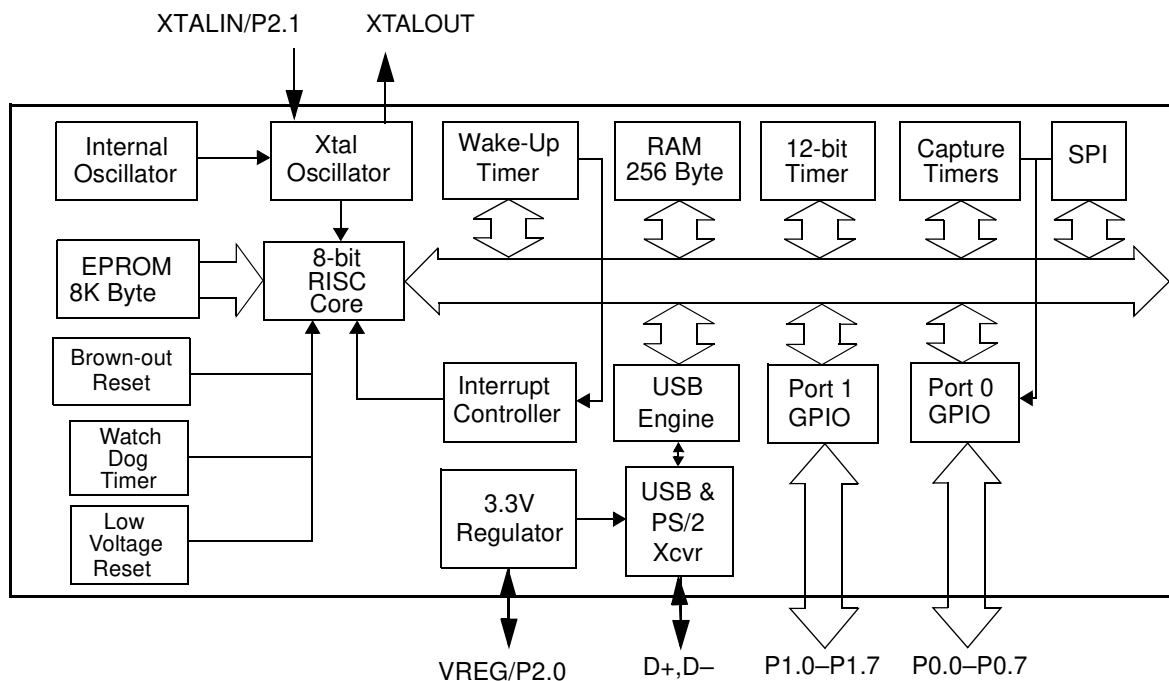 XTALIN/P2.1
XTALOUT
Internal
Oscillator
Xtal
Oscillator
Wake-Up
Timer
RAM
256 Byte
12-bit
Timer
Capture
Timers
SPI
EPROM
8K Byte
8-bit
RISC
Core
Brown-out
Reset
Interrupt
Controller
USB
Engine
Port 1
GPIO
Port 0
GPIO
Watch
Dog
Timer
Low
Voltage
Reset
3.3V
Regulator
USB &
PS/2
Xcvr
VREG/P2.0
D+,D–
P1.0–P1.7
P0.0–P0.7